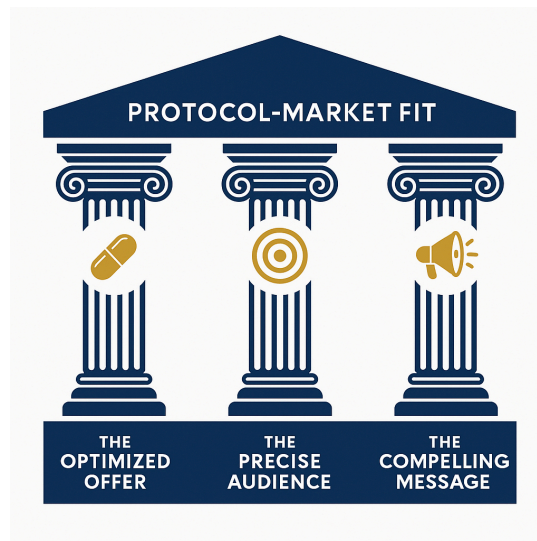 PROTOCOL-MARKET FIT
THE
OPTIMIZED
OFFER
THE
PRECISE
AUDIENCE
THE
COMPELLING
MESSAGE